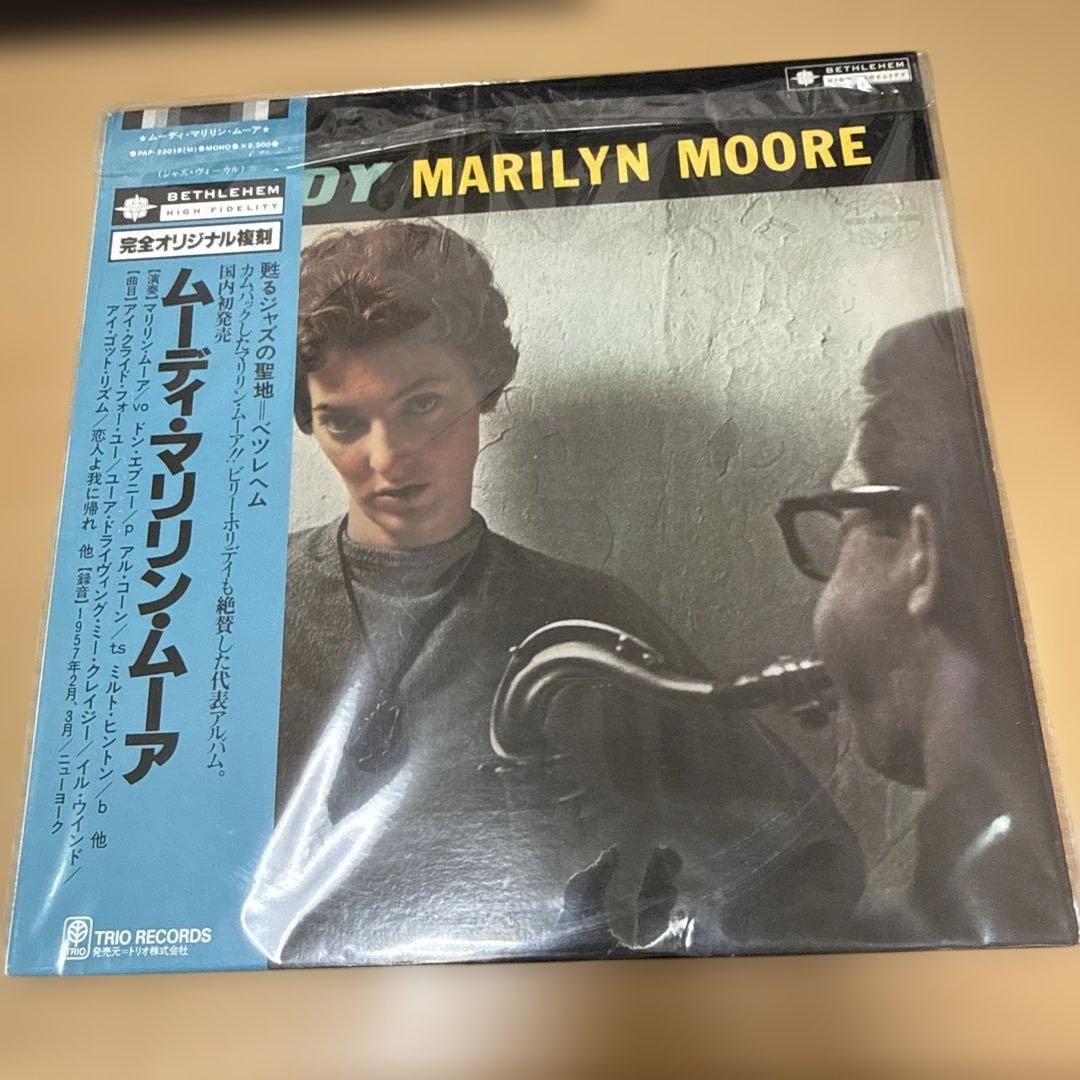 BETHLEHEM
HIGH FIDELITY
DY MARILYN MOORE
★ムーディ・マリリン・ムーア★
●PAP-23015(M)●MONO●¥2,300●
(ジャズ・ヴォーカル)
BETHLEHEM
HIGH FIDELITY
完全オリジナル複刻
甦るジャズの聖地=ベツレヘム
カムバックしたマリリン・ムーア!! ビリー・ホリデイも絶賛した代表アルバム。
国内初発売
ムーディ・マリリン・ムーア
[演奏]マリリン・ムーア/vo ドン・エブニー/p アル・コーン/ts ミルト・ヒントン/b 他
[曲目]アイ・クライド・フォー・ユー/ユーア・ドライヴィング・ミー・クレイジー/イル・ウインド/
アイ・ゴット・リズム/恋人よ我に帰れ 他 [録音]1957年2月、3月/ニューヨーク
TRIO
TRIO RECORDS
発売元=トリオ株式会社